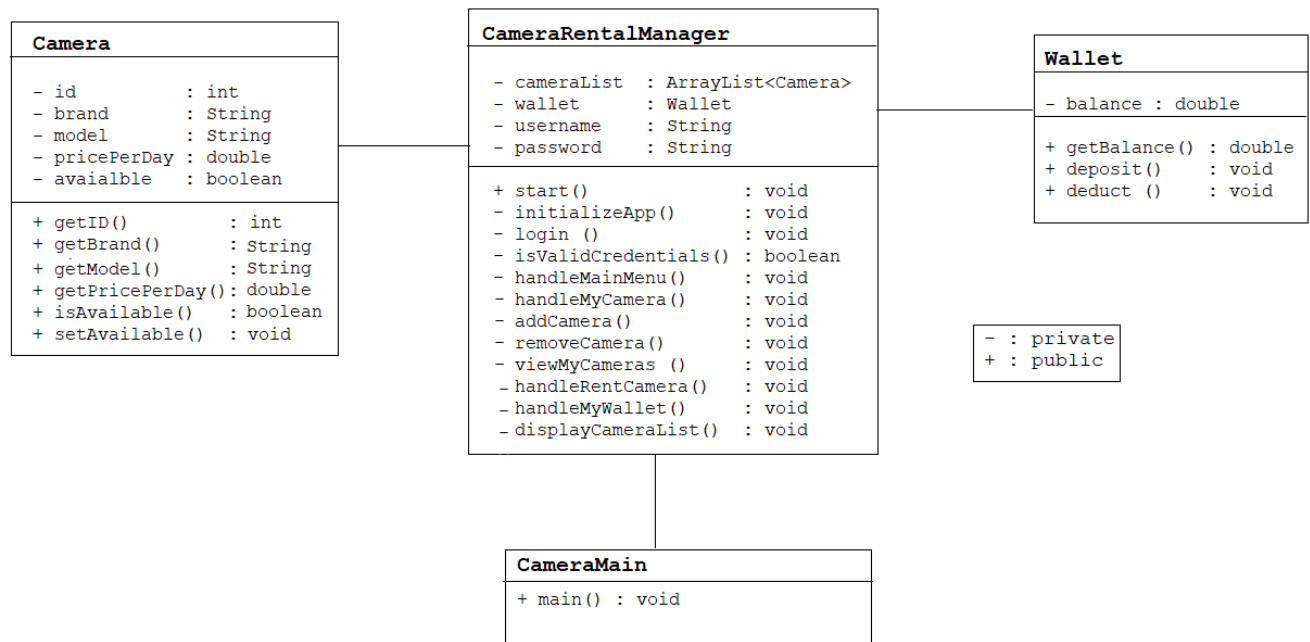 Camera
- id : int
- brand : String
- model : String
- pricePerDay : double
- avaialble : boolean
+ getID() : int
+ getBrand() : String
+ getModel() : String
+ getPricePerDay() : double
+ isAvailable() : boolean
+ setAvailable() : void
CameraRentalManager
- cameraList : ArrayList<Camera>
- wallet : Wallet
- username : String
- password : String
+ start() : void
- initializeApp() : void
- login () : void
- isValidCredentials() : boolean
- handleMainMenu() : void
- handleMyCamera() : void
- addCamera() : void
- removeCamera() : void
- viewMyCameras () : void
- handleRentCamera() : void
- handleMyWallet() : void
- displayCameraList() : void
Wallet
- balance : double
+ getBalance() : double
+ deposit() : void
+ deduct () : void
- : private
+ : public
CameraMain
+ main() : void